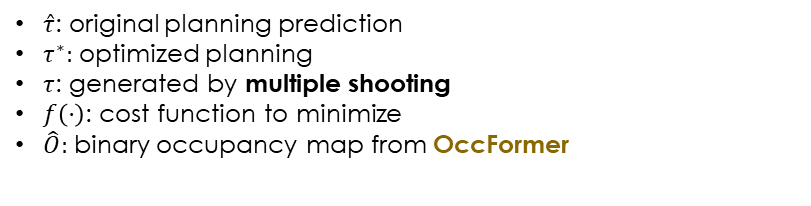 • τ̂: original planning prediction
• τ*: optimized planning
• τ: generated by multiple shooting
• f(·): cost function to minimize
• Ô: binary occupancy map from OccFormer